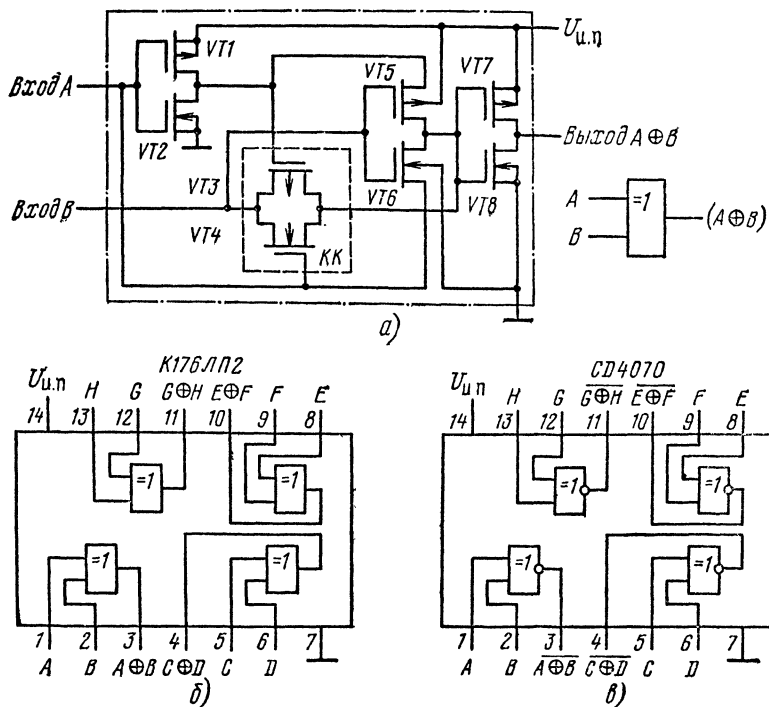 VT1
VT5
VT7
Uи.п
Вход A
VT2
Выход A⊕B
VT3
VT6
VT8
Вход B
VT4
КК
A
=1
(A⊕B)
B
а)
К176ЛП2
Uи.п
H
G
G⊕H
E⊕F
F
E
14
13
12
11
10
9
8
=1
=1
=1
=1
1
2
3
4
5
6
7
A
B
A⊕B
C⊕D
C
D
б)
CD4070
Uи.п
H
G
G̅⊕̅H̅
E̅⊕̅F̅
F
E
14
13
12
11
10
9
8
=1
=1
=1
=1
1
2
3
4
5
6
7
A
B
A̅⊕̅B̅
C̅⊕̅D̅
C
D
в)